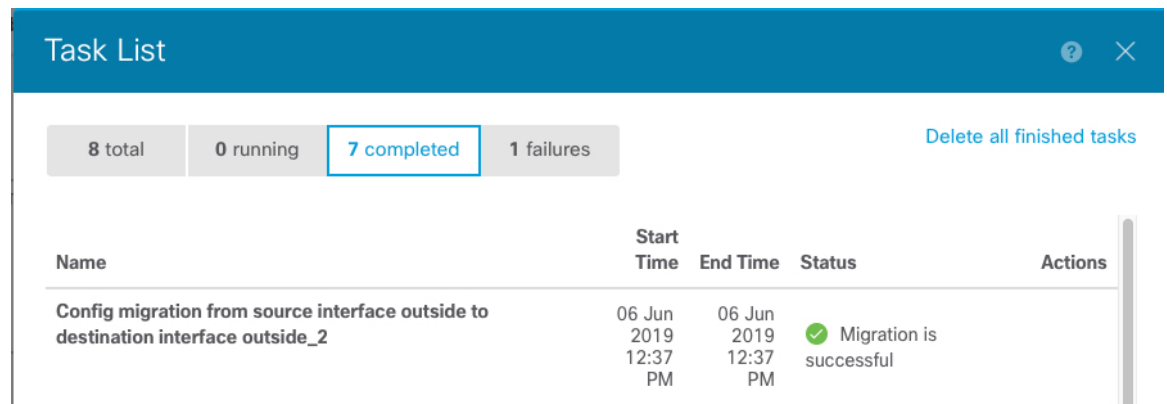 Task List
8 total 0 running 7 completed 1 failures
Delete all finished tasks
Name Start Time End Time Status Actions
Config migration from source interface outside to
destination interface outside_2
06 Jun
2019
12:37
PM
06 Jun
2019
12:37
PM
Migration is
successful